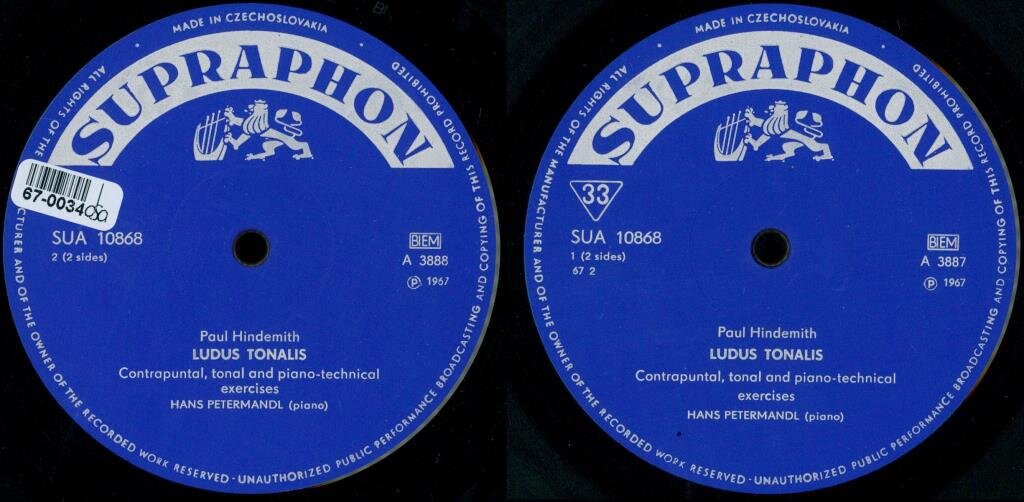 MADE IN CZECHOSLOVAKIA
SUPRAPHON
67-0034
SUA 10868
2 (2 sides)
BIEM
A 3888
Ⓟ 1967
Paul Hindemith
LUDUS TONALIS
Contrapuntal, tonal and piano-technical
exercises
HANS PETERMANDL (piano)
ALL RIGHTS OF THE
CTURER AND OF THE OWNER OF THE RECORDED WORK RESERVED - UNAUTHORIZED PUBLIC PERFORMANCE BROADCASTING AND COPYING OF THIS RECORD PROHIBITED
MADE IN CZECHOSLOVAKIA
SUPRAPHON
33
SUA 10868
1 (2 sides)
67 2
BIEM
A 3887
Ⓟ 1967
Paul Hindemith
LUDUS TONALIS
Contrapuntal, tonal and piano-technical
exercises
HANS PETERMANDL (piano)
ALL RIGHTS OF THE MANUFACTURER AND OF THE OWNER OF THE RECORDED WORK RESERVED - UNAUTHORIZED PUBLIC PERFORMANCE BROADCASTING AND COPYING OF THIS RECORD PROHIBITED